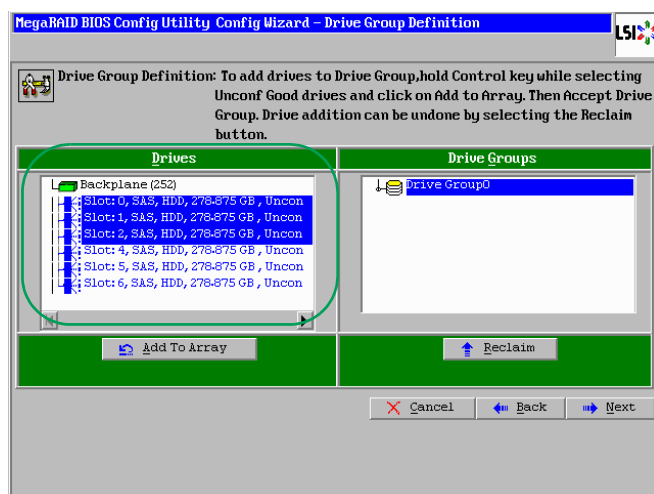 MegaRAID BIOS Config Utility Config Wizard – Drive Group Definition
LSI
Drive Group Definition: To add drives to Drive Group,hold Control key while selecting
Unconf Good drives and click on Add to Array. Then Accept Drive
Group. Drive addition can be undone by selecting the Reclaim
button.
Drives
Drive Groups
Backplane (252)
Slot: 0, SAS, HDD, 278.875 GB , Uncon
Slot: 1, SAS, HDD, 278.875 GB , Uncon
Slot: 2, SAS, HDD, 278.875 GB , Uncon
Slot: 4, SAS, HDD, 278.875 GB , Uncon
Slot: 5, SAS, HDD, 278.875 GB , Uncon
Slot: 6, SAS, HDD, 278.875 GB , Uncon
Drive Group0
Add To Array
Reclaim
Cancel
Back
Next